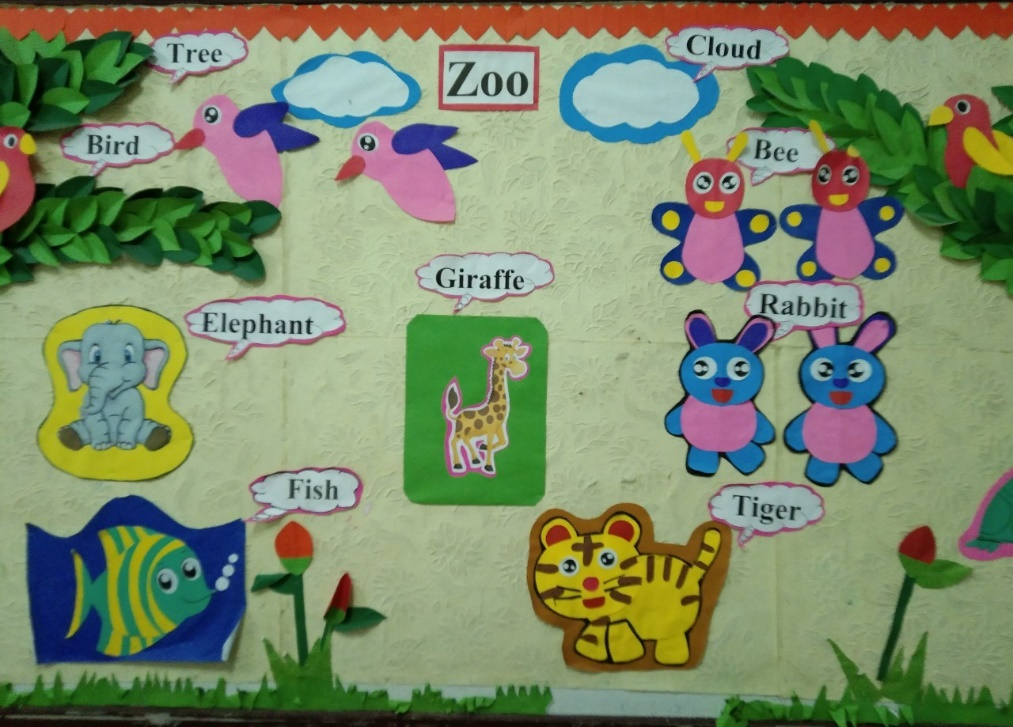 Tree
Zoo
Cloud
Bird
Bee
Giraffe
Elephant
Rabbit
Fish
Tiger